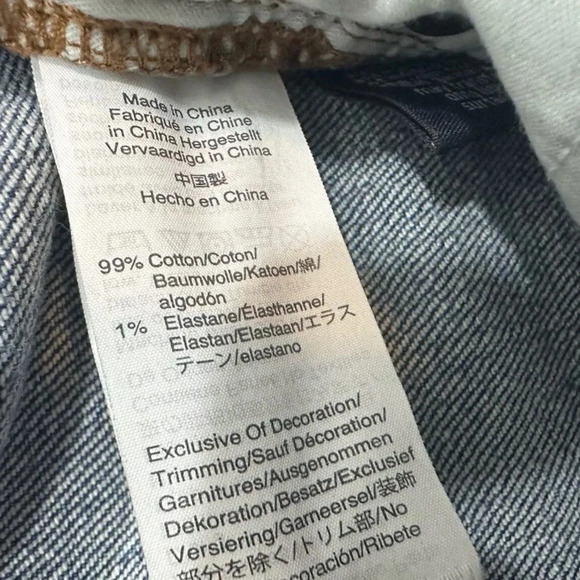 Made in China
Fabriqué en Chine
in China Hergestellt
Vervaardigd in China
中国製
Hecho en China
99% Cotton/Coton/
Baumwolle/Katoen/綿/
algodón
1% Elastane/Élasthanne/
Elastan/Elastaan/エラス
テーン/elastano
Exclusive Of Decoration/
Trimming/Sauf Décoration/
Garnitures/Ausgenommen
Dekoration/Besatz/Exclusief
Versiering/Garneersel/装飾
部分を除く/トリム部/No
Decoración/Ribete